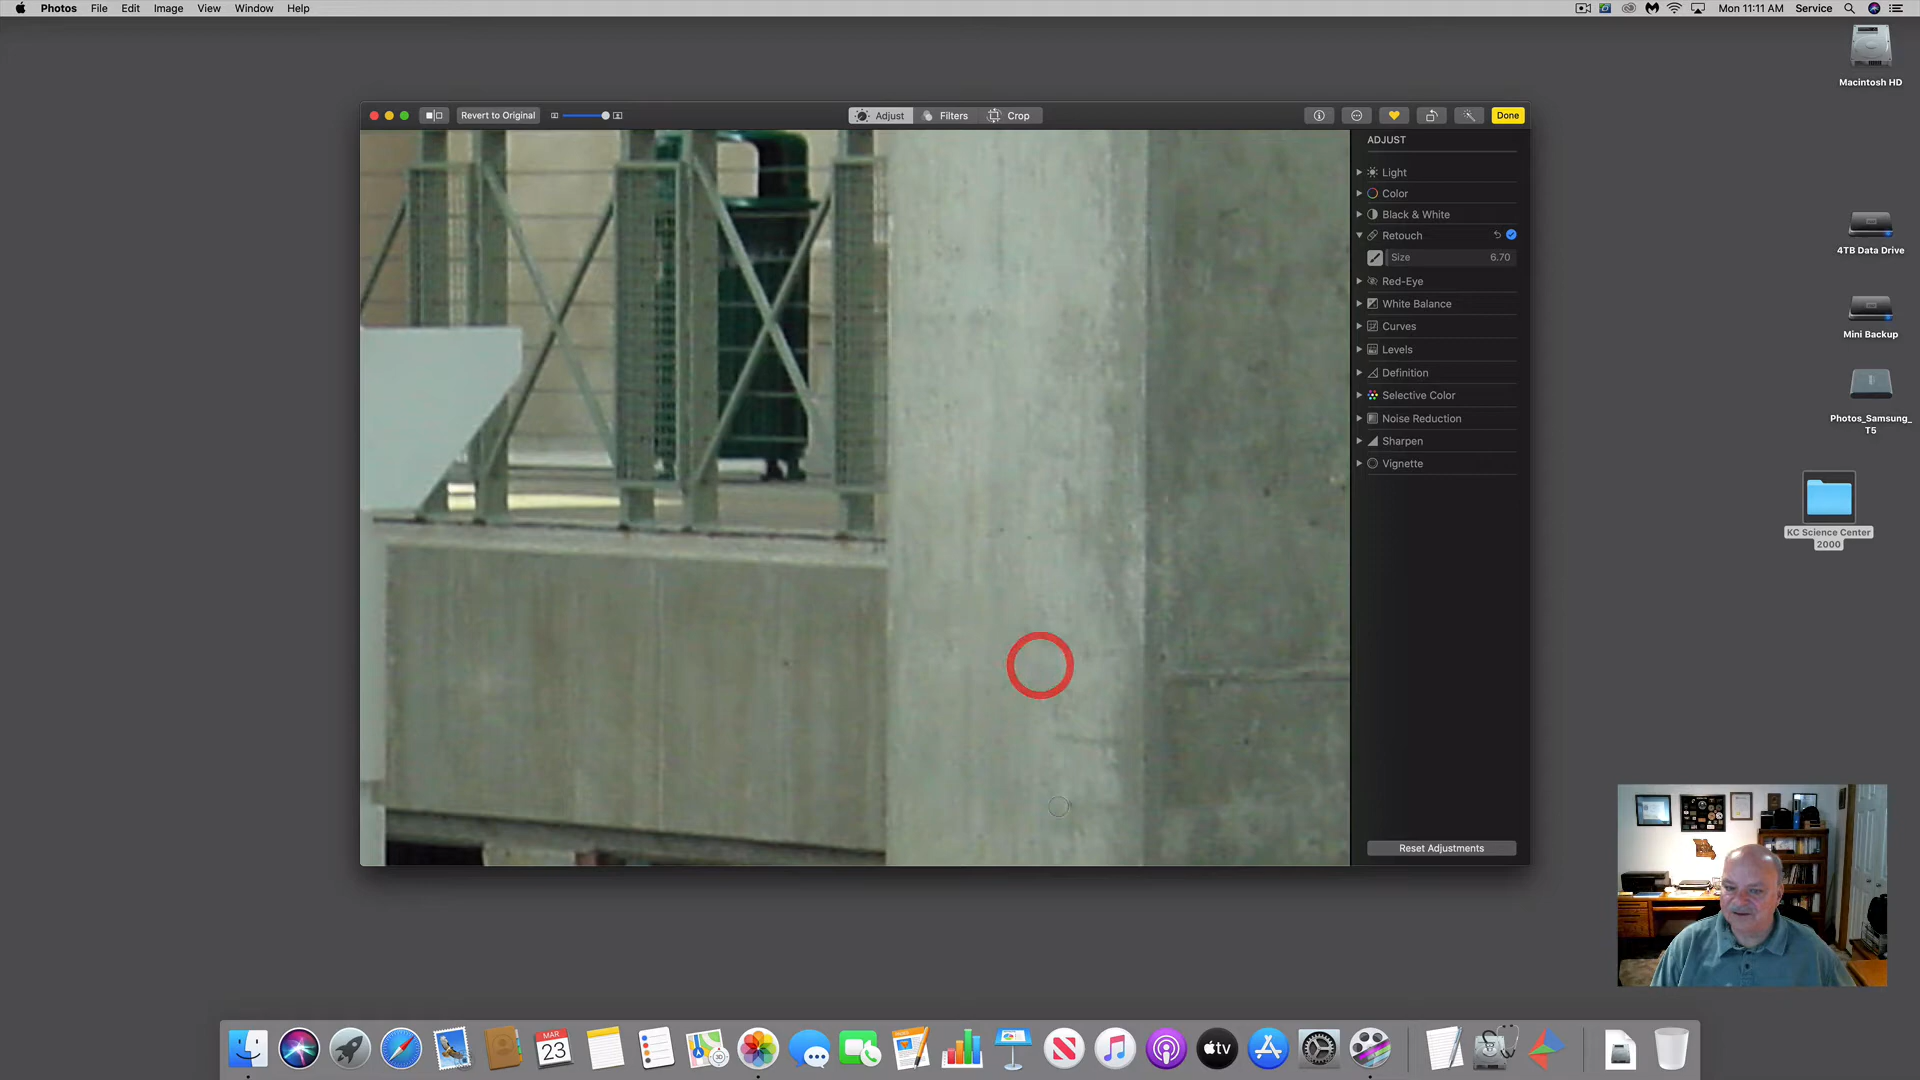 Photos File Edit Image View Window Help
Mon 11:11 AM Service
Macintosh HD
Revert to Original
Adjust Filters Crop
Done
ADJUST
Light
Color
Black & White
Retouch
Size 6.70
Red-Eye
White Balance
Curves
Levels
Definition
Selective Color
Noise Reduction
Sharpen
Vignette
Reset Adjustments
4TB Data Drive
Mini Backup
Photos_Samsung_
T5
KC Science Center
2000
MAR
23
3D
tv